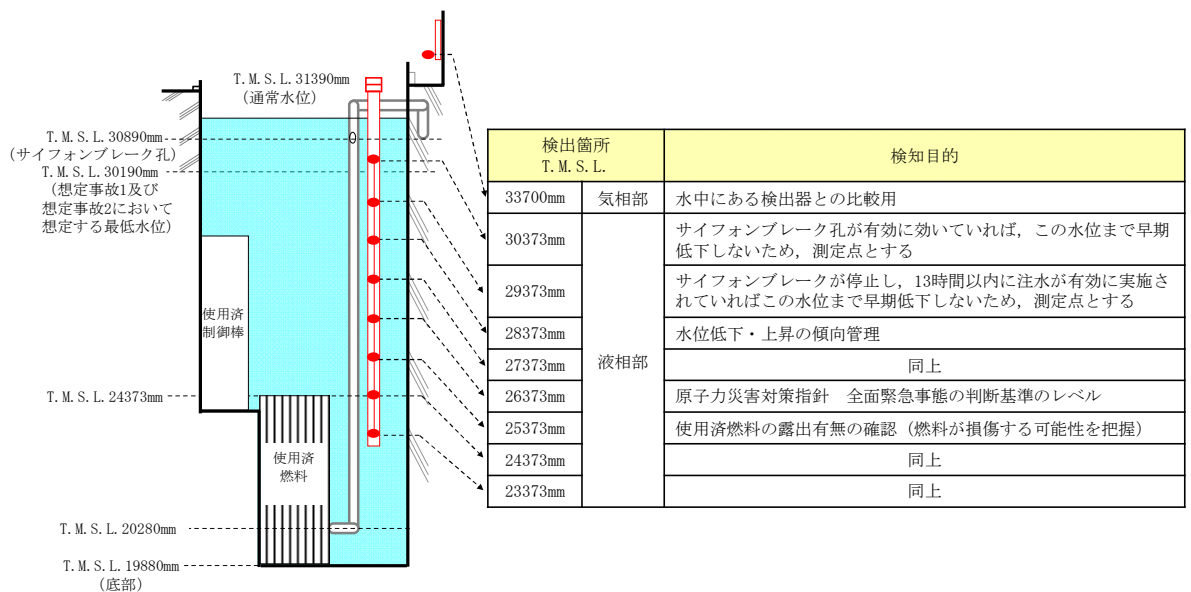 T.M.S.L.31390mm
（通常水位）
T.M.S.L.30890mm
（サイフォンブレーク孔）
T.M.S.L.30190mm
（想定事故1及び
想定事故2において
想定する最低水位）
使用済
制御棒
T.M.S.L.24373mm
使用済
燃料
T.M.S.L.20280mm
T.M.S.L.19880mm
（底部）
検出箇所
T.M.S.L.
検知目的
33700mm
気相部
水中にある検出器との比較用
30373mm
サイフォンブレーク孔が有効に効いていれば，この水位まで早期
低下しないため，測定点とする
29373mm
サイフォンブレークが停止し，13時間以内に注水が有効に実施さ
れていればこの水位まで早期低下しないため，測定点とする
28373mm
水位低下・上昇の傾向管理
27373mm
液相部
同上
26373mm
原子力災害対策指針　全面緊急事態の判断基準のレベル
25373mm
使用済燃料の露出有無の確認（燃料が損傷する可能性を把握）
24373mm
同上
23373mm
同上